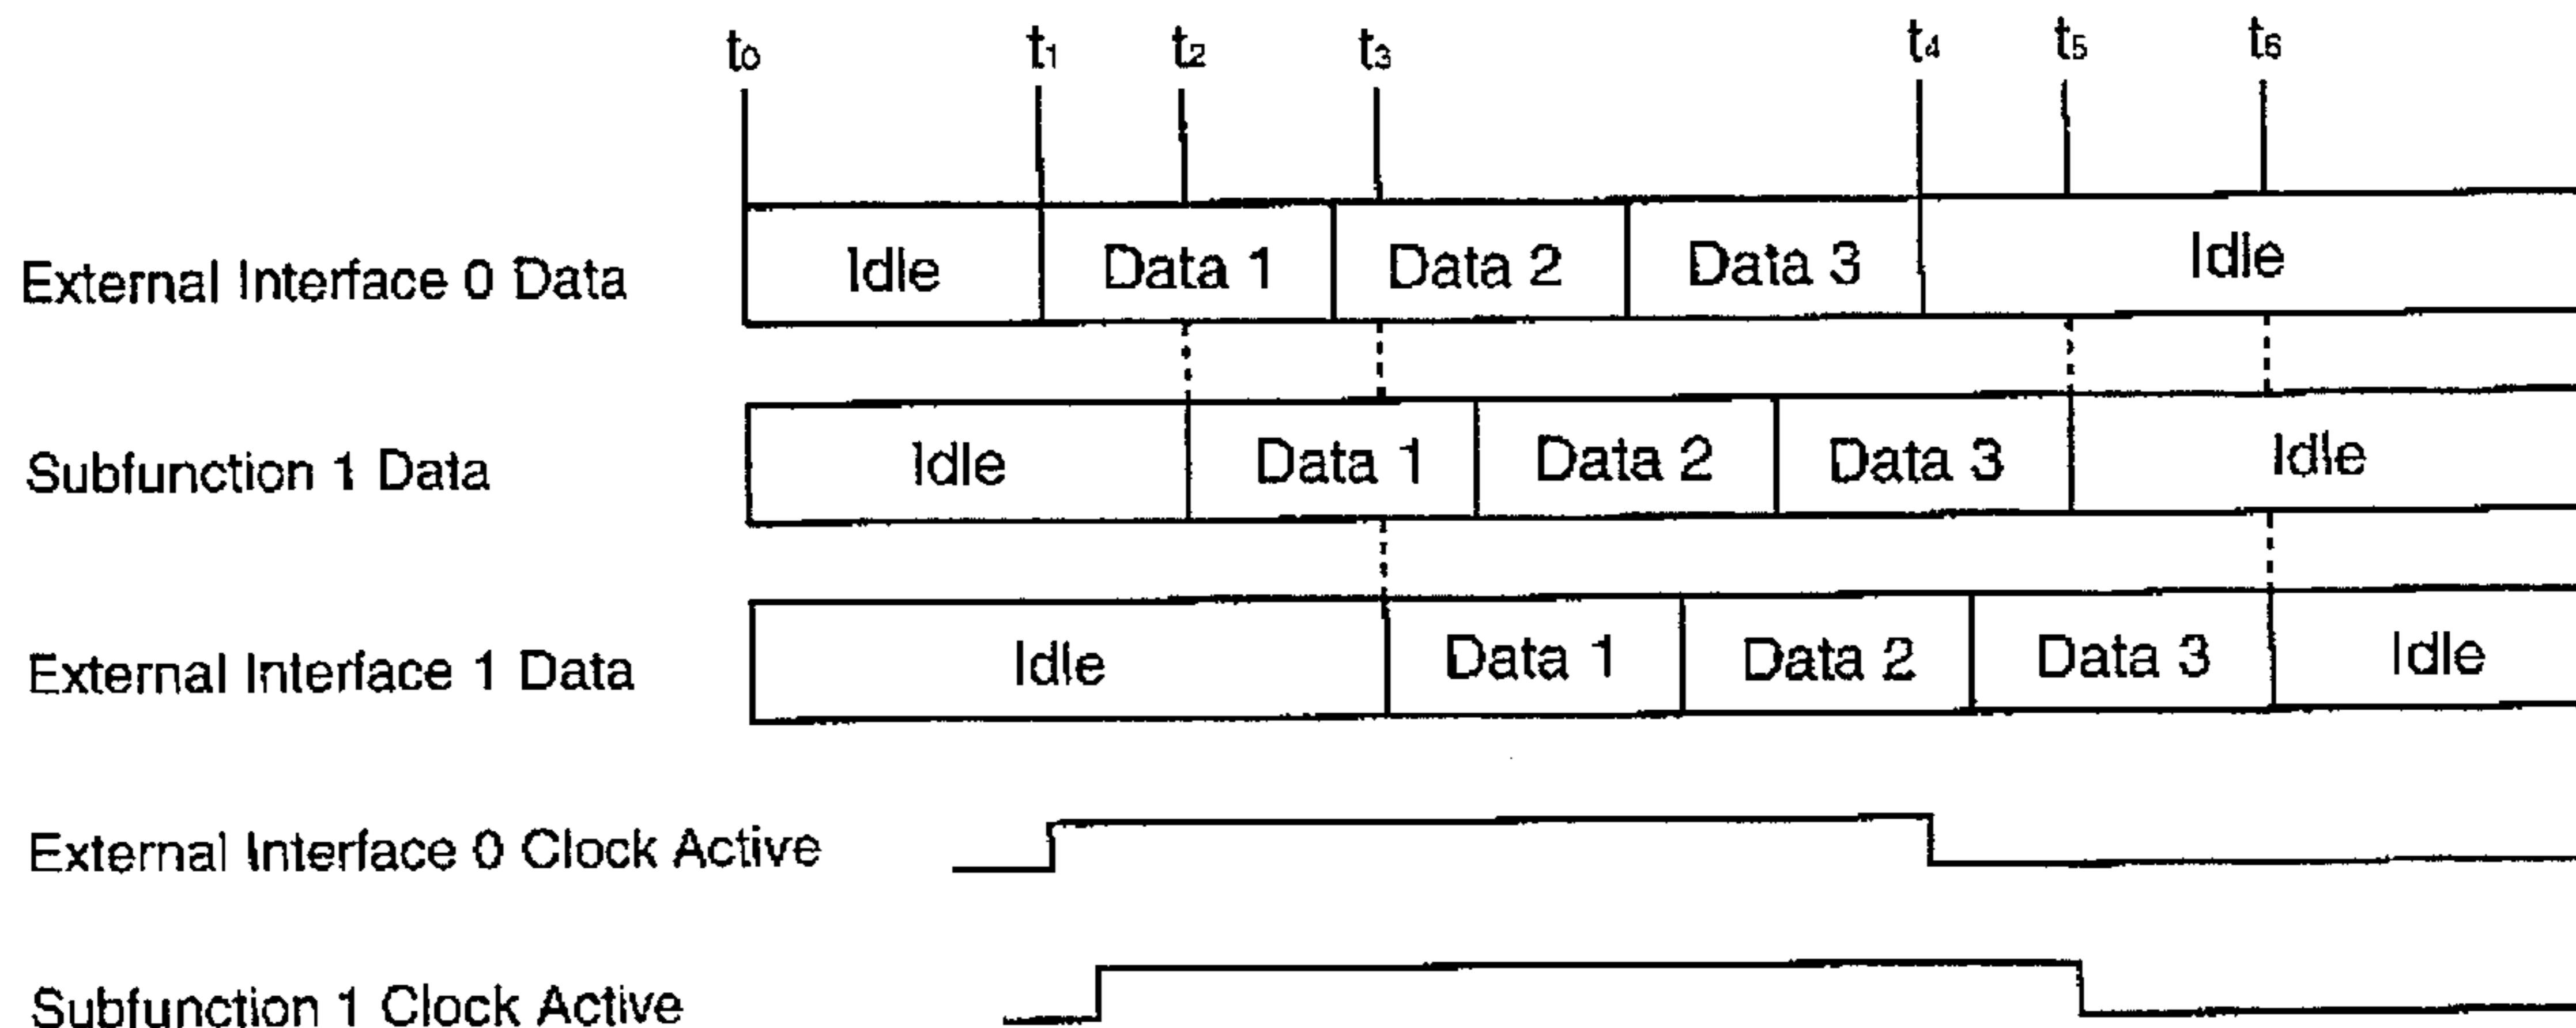 t0 t1 t2 t3 t4 t5 t6
External Interface 0 Data Idle Data 1 Data 2 Data 3 Idle
Subfunction 1 Data Idle Data 1 Data 2 Data 3 Idle
External Interface 1 Data Idle Data 1 Data 2 Data 3 Idle
External Interface 0 Clock Active
Subfunction 1 Clock Active